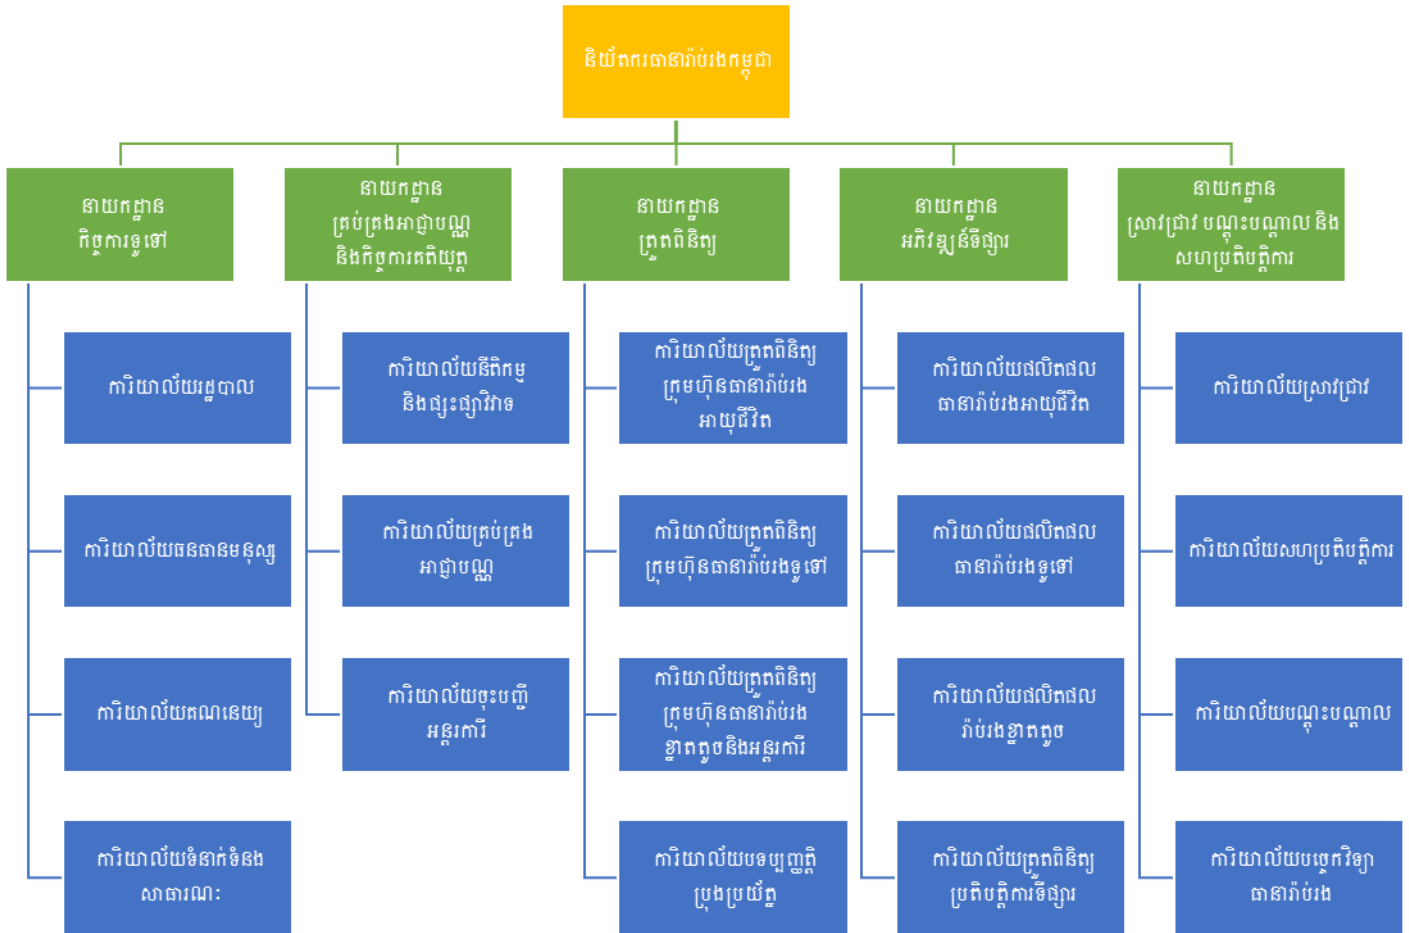 និយ័តករធានារ៉ាប់រងកម្ពុជា
នាយកដ្ឋាន
កិច្ចការទូទៅ
នាយកដ្ឋាន
គ្រប់គ្រងអាជ្ញាបណ្ណ
និងកិច្ចការគតិយុត្ត
នាយកដ្ឋាន
ត្រួតពិនិត្យ
នាយកដ្ឋាន
អភិវឌ្ឍន៍ទីផ្សារ
នាយកដ្ឋាន
ស្រាវជ្រាវ បណ្តុះបណ្តាល និង
សហប្រតិបត្តិការ
ការិយាល័យរដ្ឋបាល
ការិយាល័យធនធានមនុស្ស
ការិយាល័យគណនេយ្យ
ការិយាល័យទំនាក់ទំនង
សាធារណៈ
ការិយាល័យនីតិកម្ម
និងផ្សះផ្សាវិវាទ
ការិយាល័យគ្រប់គ្រង
អាជ្ញាបណ្ណ
ការិយាល័យចុះបញ្ជី
អន្តរការី
ការិយាល័យត្រួតពិនិត្យ
ក្រុមហ៊ុនធានារ៉ាប់រង
អាយុជីវិត
ការិយាល័យត្រួតពិនិត្យ
ក្រុមហ៊ុនធានារ៉ាប់រងទូទៅ
ការិយាល័យត្រួតពិនិត្យ
ក្រុមហ៊ុនធានារ៉ាប់រង
ខ្នាតតូចនិងអន្តរការី
ការិយាល័យបទប្បញ្ញត្តិ
ប្រុងប្រយ័ត្ន
ការិយាល័យផលិតផល
ធានារ៉ាប់រងអាយុជីវិត
ការិយាល័យផលិតផល
ធានារ៉ាប់រងទូទៅ
ការិយាល័យផលិតផល
រ៉ាប់រងខ្នាតតូច
ការិយាល័យត្រួតពិនិត្យ
ប្រតិបត្តិការទីផ្សារ
ការិយាល័យស្រាវជ្រាវ
ការិយាល័យសហប្រតិបត្តិការ
ការិយាល័យបណ្តុះបណ្តាល
ការិយាល័យបច្ចេកវិទ្យា
ធានារ៉ាប់រង